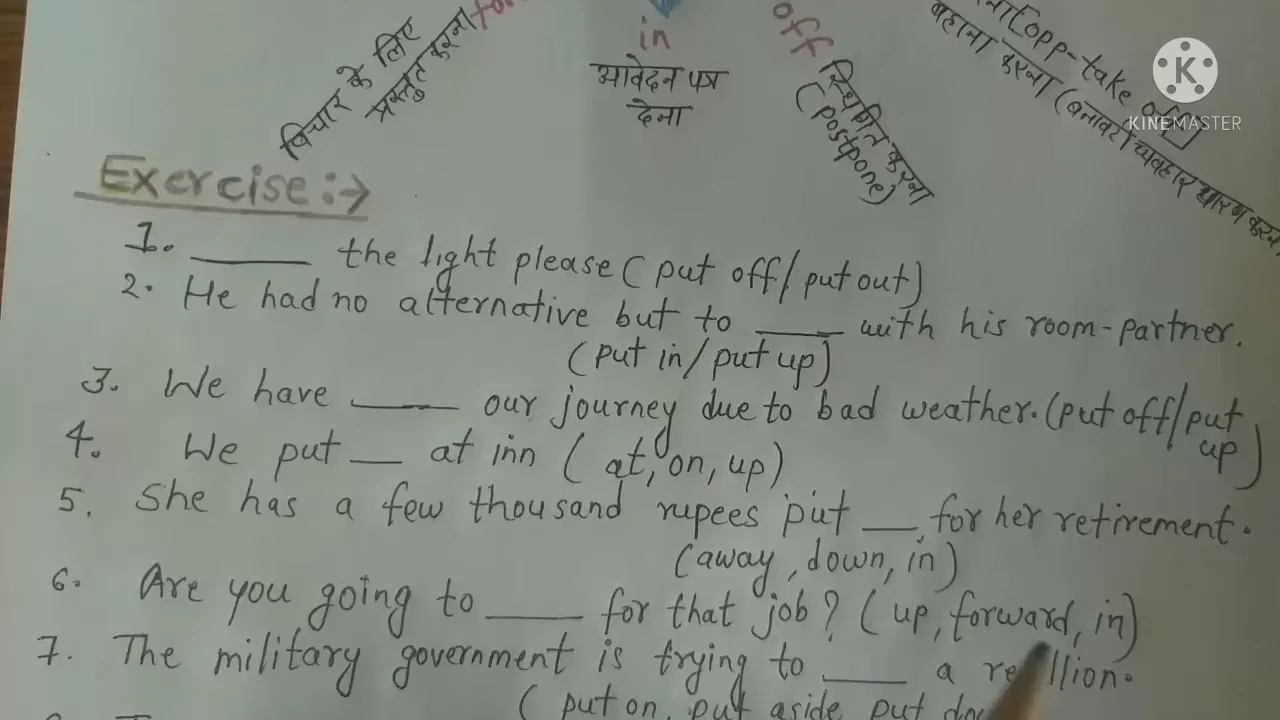 विचार के लिए
प्रस्तुत करना
in
आवेदन पत्र
देना
off
स्थगित करना
(postpone)
[opp-take off]
बहाना करना (बनावटी व्यवहार धारण करना
KINEMASTER
Exercise:→
1. ______ the light please (put off/put out)
2. He had no alternative but to _____ with his room-partner.
(put in/put up)
3. We have _____ our journey due to bad weather. (put off/put
up)
4. We put __ at inn (at, on, up)
5. She has a few thousand rupees put __ for her retirement.
(away, down, in)
6. Are you going to ____ for that job? (up, forward, in)
7. The military government is trying to ____ a rebellion.
(put on, put aside, put